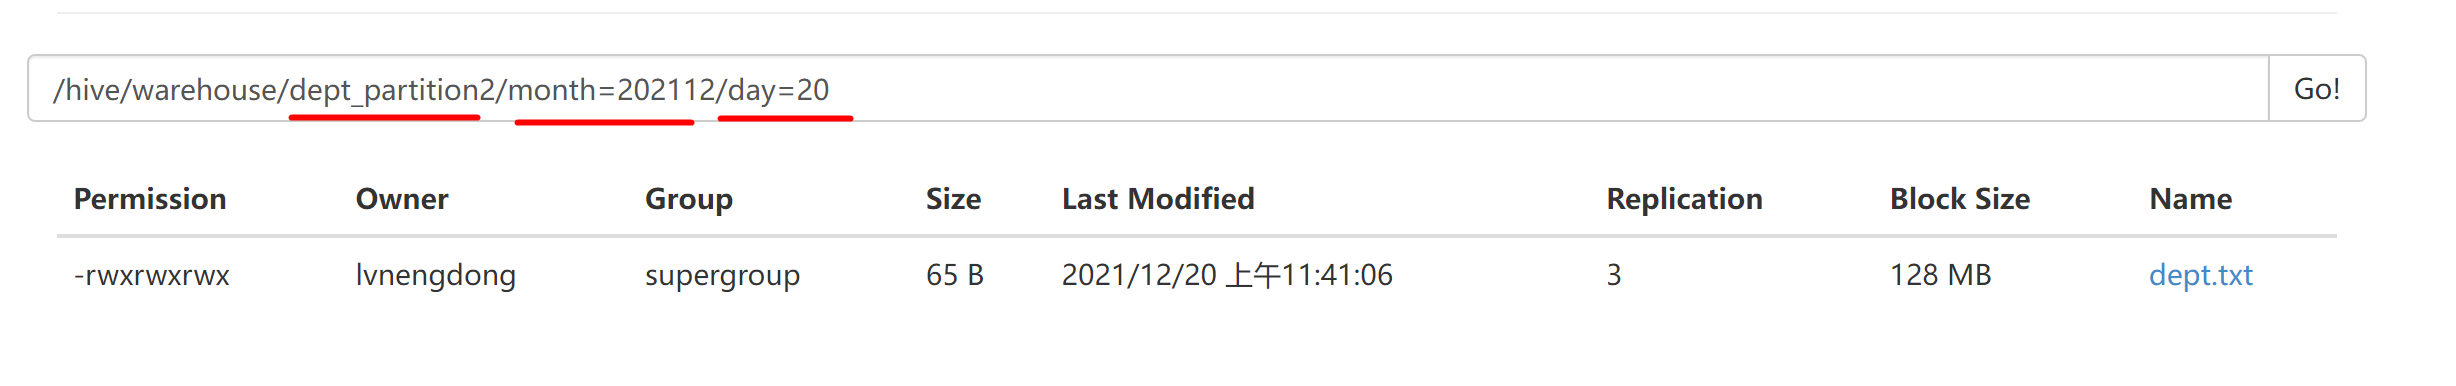 /hive/warehouse/dept_partition2/month=202112/day=20 Go!
Permission Owner Group Size Last Modified Replication Block Size Name
-rwxrwxrwx lvnengdong supergroup 65 B 2021/12/20 上午11:41:06 3 128 MB dept.txt